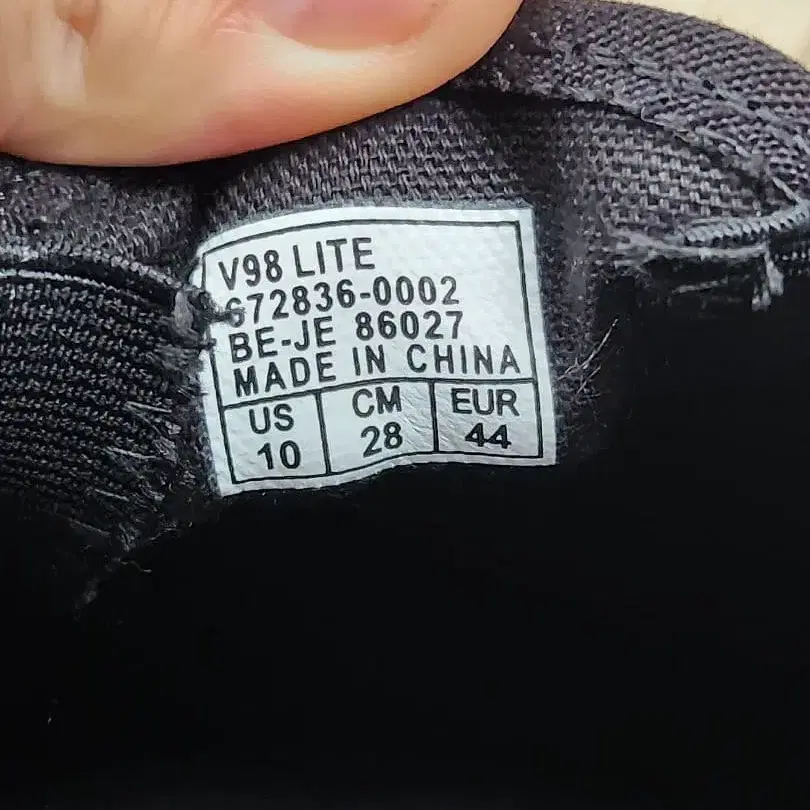 V98 LITE
672836-0002
BE-JE 86027
MADE IN CHINA
US CM EUR
10 28 44